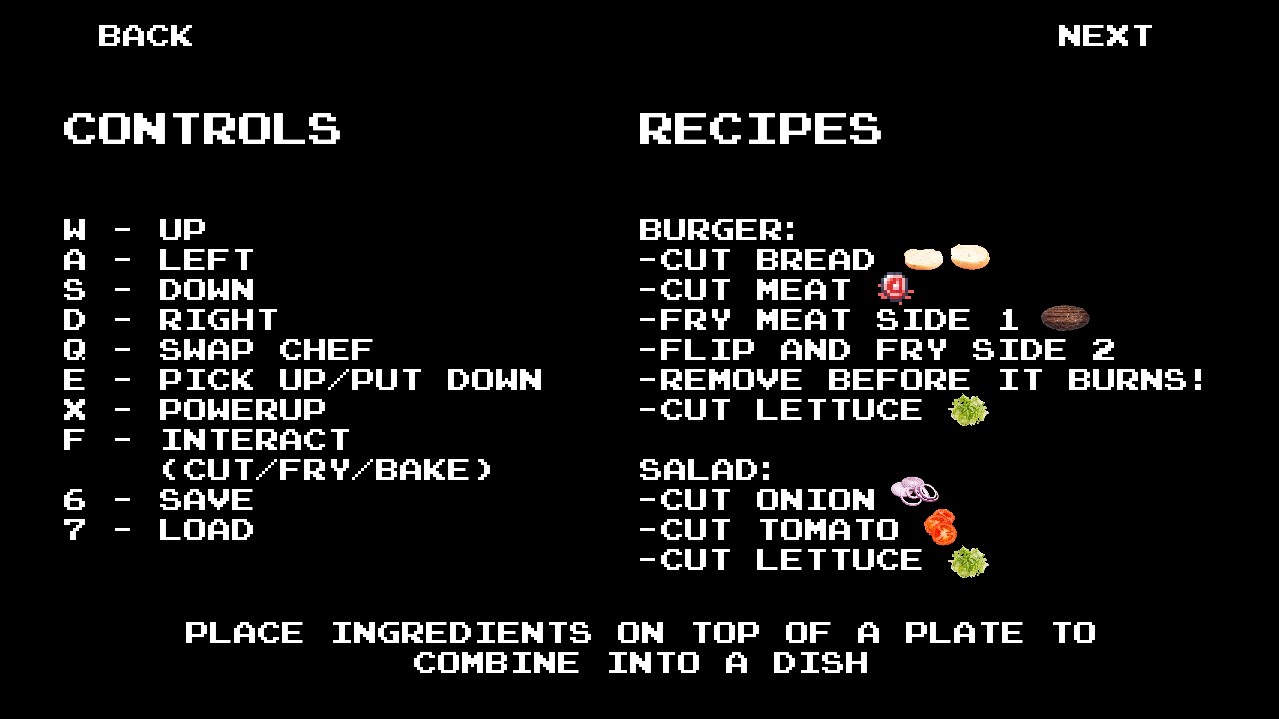 BACK
NEXT
CONTROLS
W - UP
A - LEFT
S - DOWN
D - RIGHT
Q - SWAP CHEF
E - PICK UP/PUT DOWN
X - POWERUP
F - INTERACT
(CUT/FRY/BAKE)
6 - SAVE
7 - LOAD
RECIPES
BURGER:
-CUT BREAD
-CUT MEAT
-FRY MEAT SIDE 1
-FLIP AND FRY SIDE 2
-REMOVE BEFORE IT BURNS!
-CUT LETTUCE
SALAD:
-CUT ONION
-CUT TOMATO
-CUT LETTUCE
PLACE INGREDIENTS ON TOP OF A PLATE TO
COMBINE INTO A DISH